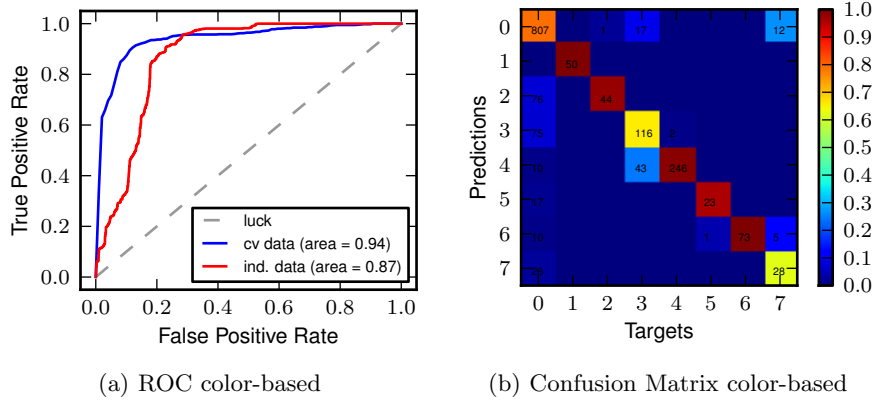 1.0
0.8
0.6
0.4
0.2
0.0
True Positive Rate
0.0 0.2 0.4 0.6 0.8 1.0
False Positive Rate
luck
cv data (area = 0.94)
ind. data (area = 0.87)
(a) ROC color-based
Predictions
0 807 1 17 12
1 50
2 76 44
3 75 116 2
4 43 246
5 17 23
6 1 73 5
7 28
0 1 2 3 4 5 6 7
Targets
1.0
0.9
0.8
0.7
0.6
0.5
0.4
0.3
0.2
0.1
0.0
(b) Confusion Matrix color-based